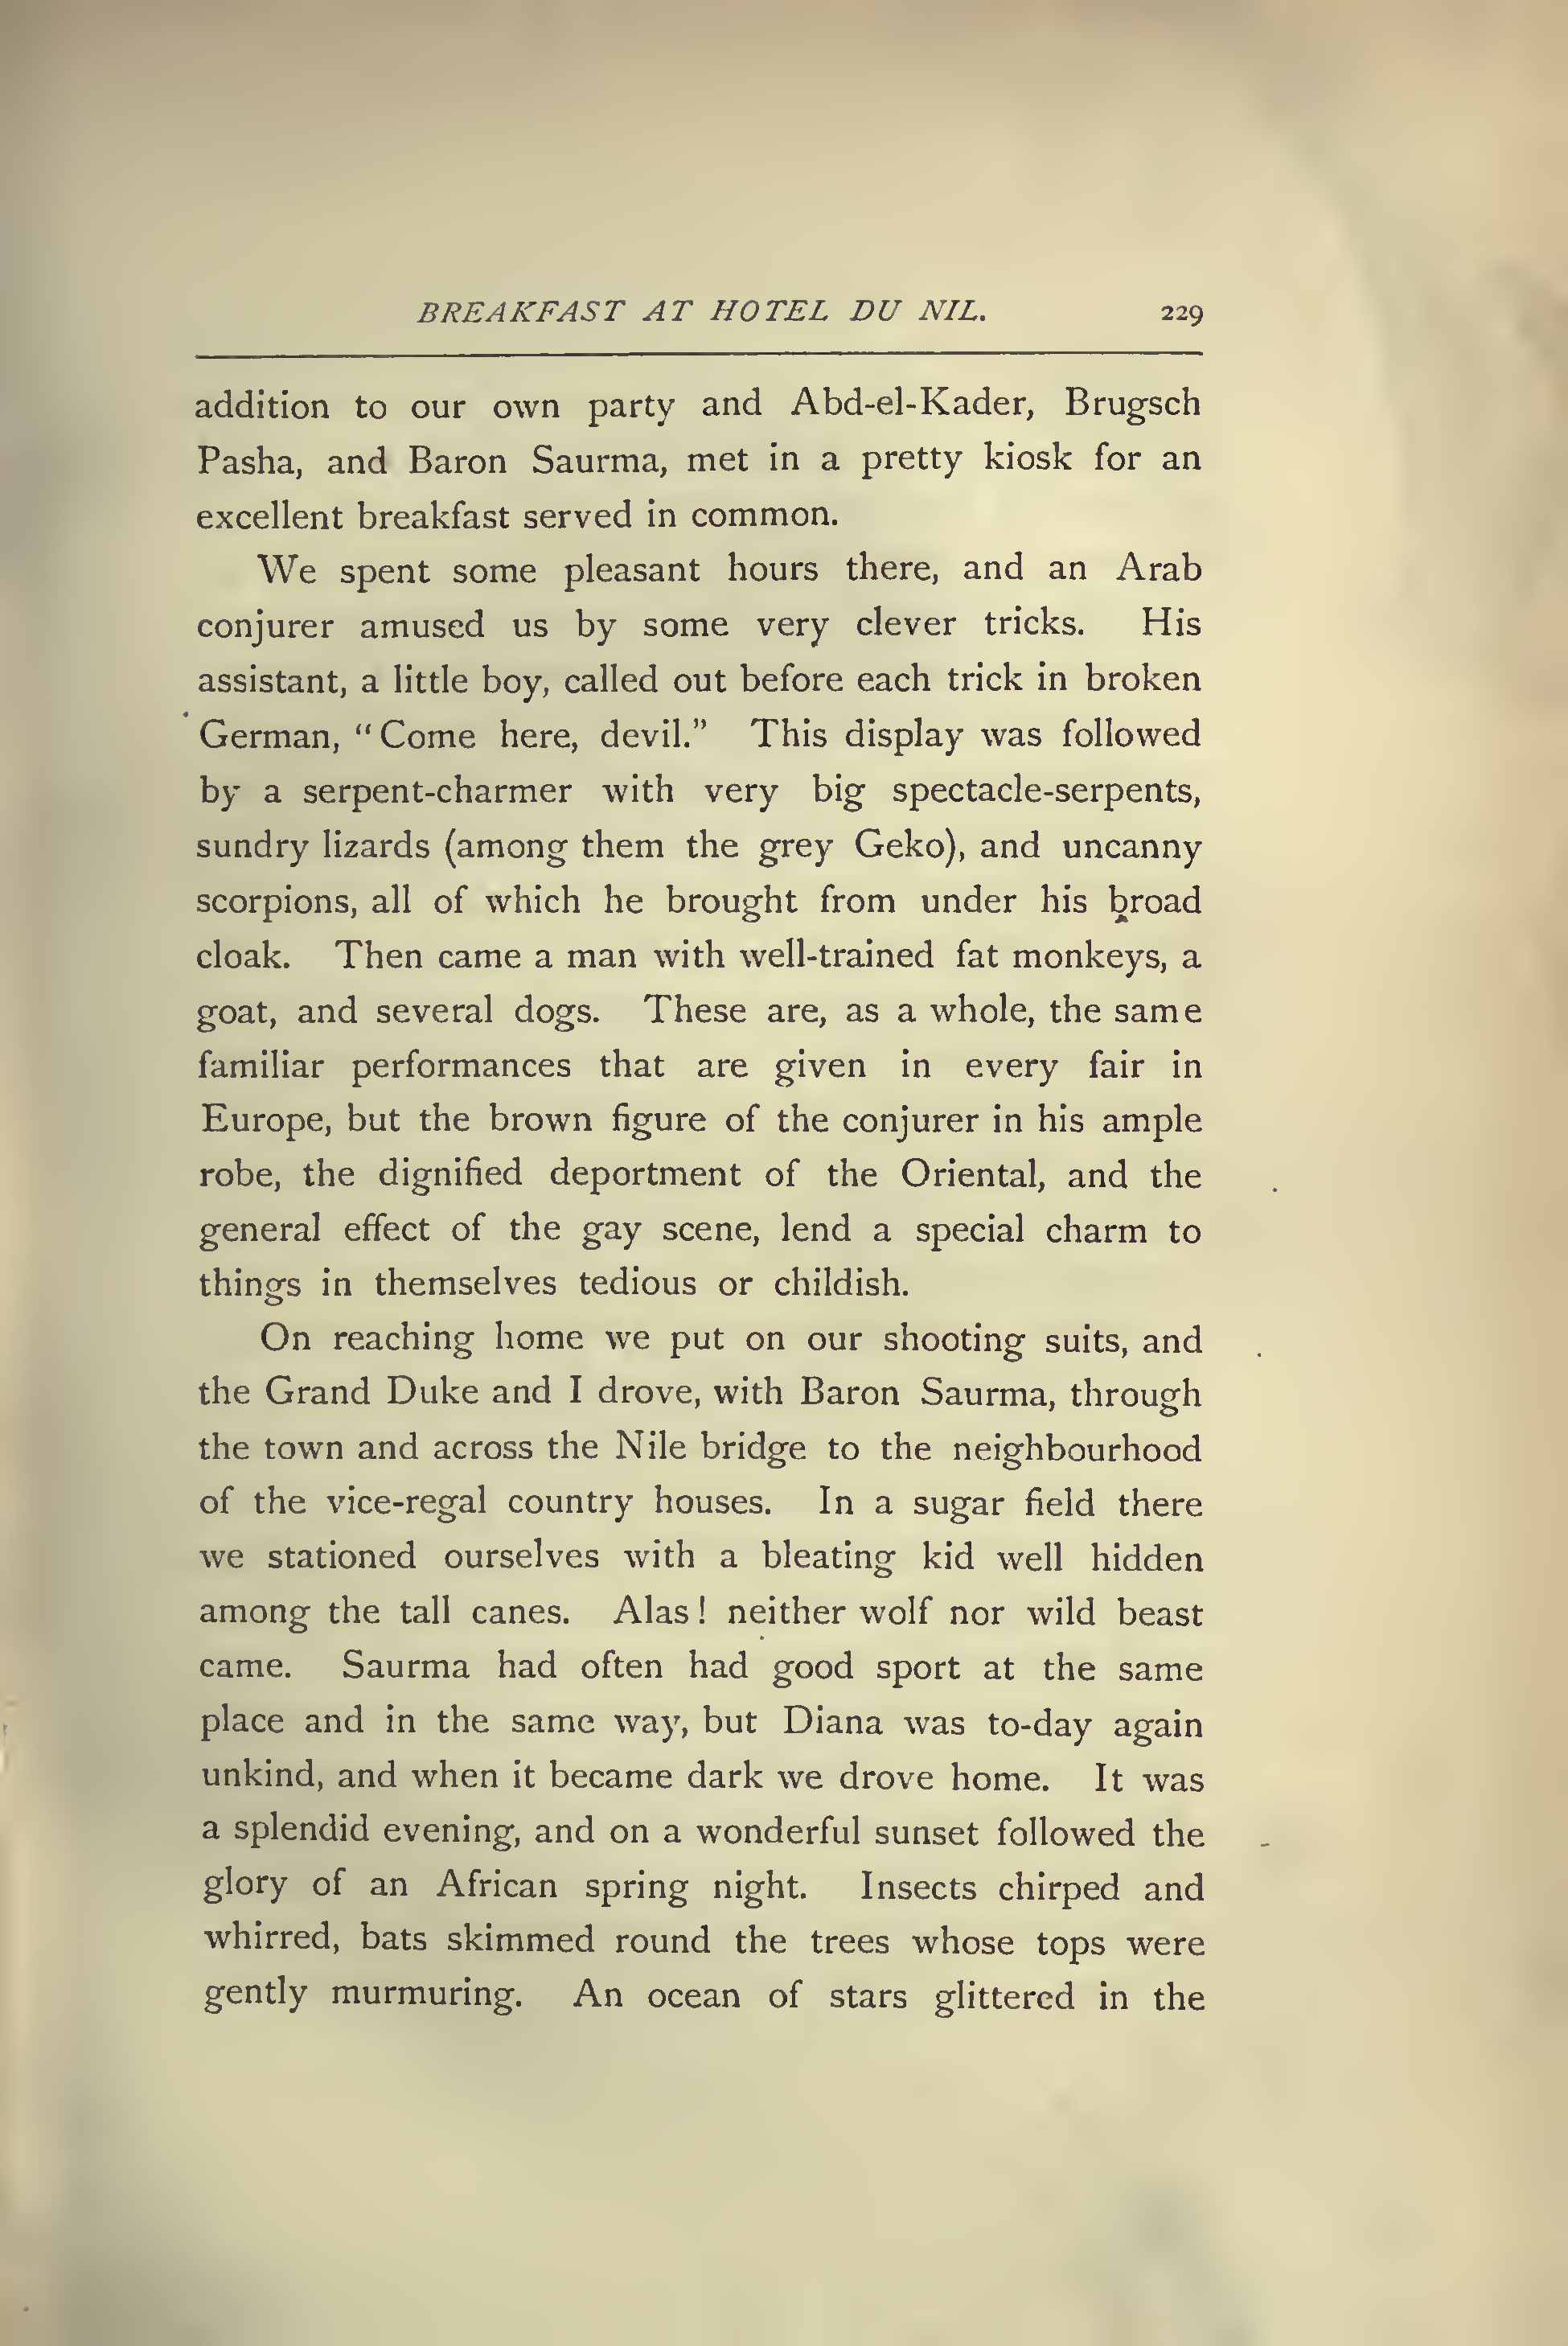 BREAKFAST AT HOTEL DU NIL. 229
addition to our own party and Abd-el-Kader, Brugsch
Pasha, and Baron Saurma, met in a pretty kiosk for an
excellent breakfast served in common.
We spent some pleasant hours there, and an Arab
conjurer amused us by some very clever tricks. His
assistant, a little boy, called out before each trick in broken
German, “Come here, devil.” This display was followed
by a serpent-charmer with very big spectacle-serpents,
sundry lizards (among them the grey Geko), and uncanny
scorpions, all of which he brought from under his broad
cloak. Then came a man with well-trained fat monkeys, a
goat, and several dogs. These are, as a whole, the same
familiar performances that are given in every fair in
Europe, but the brown figure of the conjurer in his ample
robe, the dignified deportment of the Oriental, and the
general effect of the gay scene, lend a special charm to
things in themselves tedious or childish.
On reaching home we put on our shooting suits, and
the Grand Duke and I drove, with Baron Saurma, through
the town and across the Nile bridge to the neighbourhood
of the vice-regal country houses. In a sugar field there
we stationed ourselves with a bleating kid well hidden
among the tall canes. Alas! neither wolf nor wild beast
came. Saurma had often had good sport at the same
place and in the same way, but Diana was to-day again
unkind, and when it became dark we drove home. It was
a splendid evening, and on a wonderful sunset followed the
glory of an African spring night. Insects chirped and
whirred, bats skimmed round the trees whose tops were
gently murmuring. An ocean of stars glittered in the